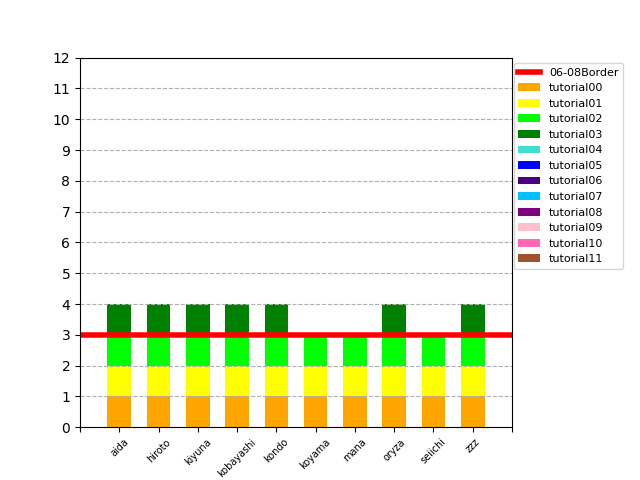 12
11
10
9
8
7
6
5
4
3
2
1
0
06-08Border
tutorial00
tutorial01
tutorial02
tutorial03
tutorial04
tutorial05
tutorial06
tutorial07
tutorial08
tutorial09
tutorial10
tutorial11
aida
hiroto
kiyuna
kobayashi
kondo
koyama
mana
oryza
seiichi
zzz